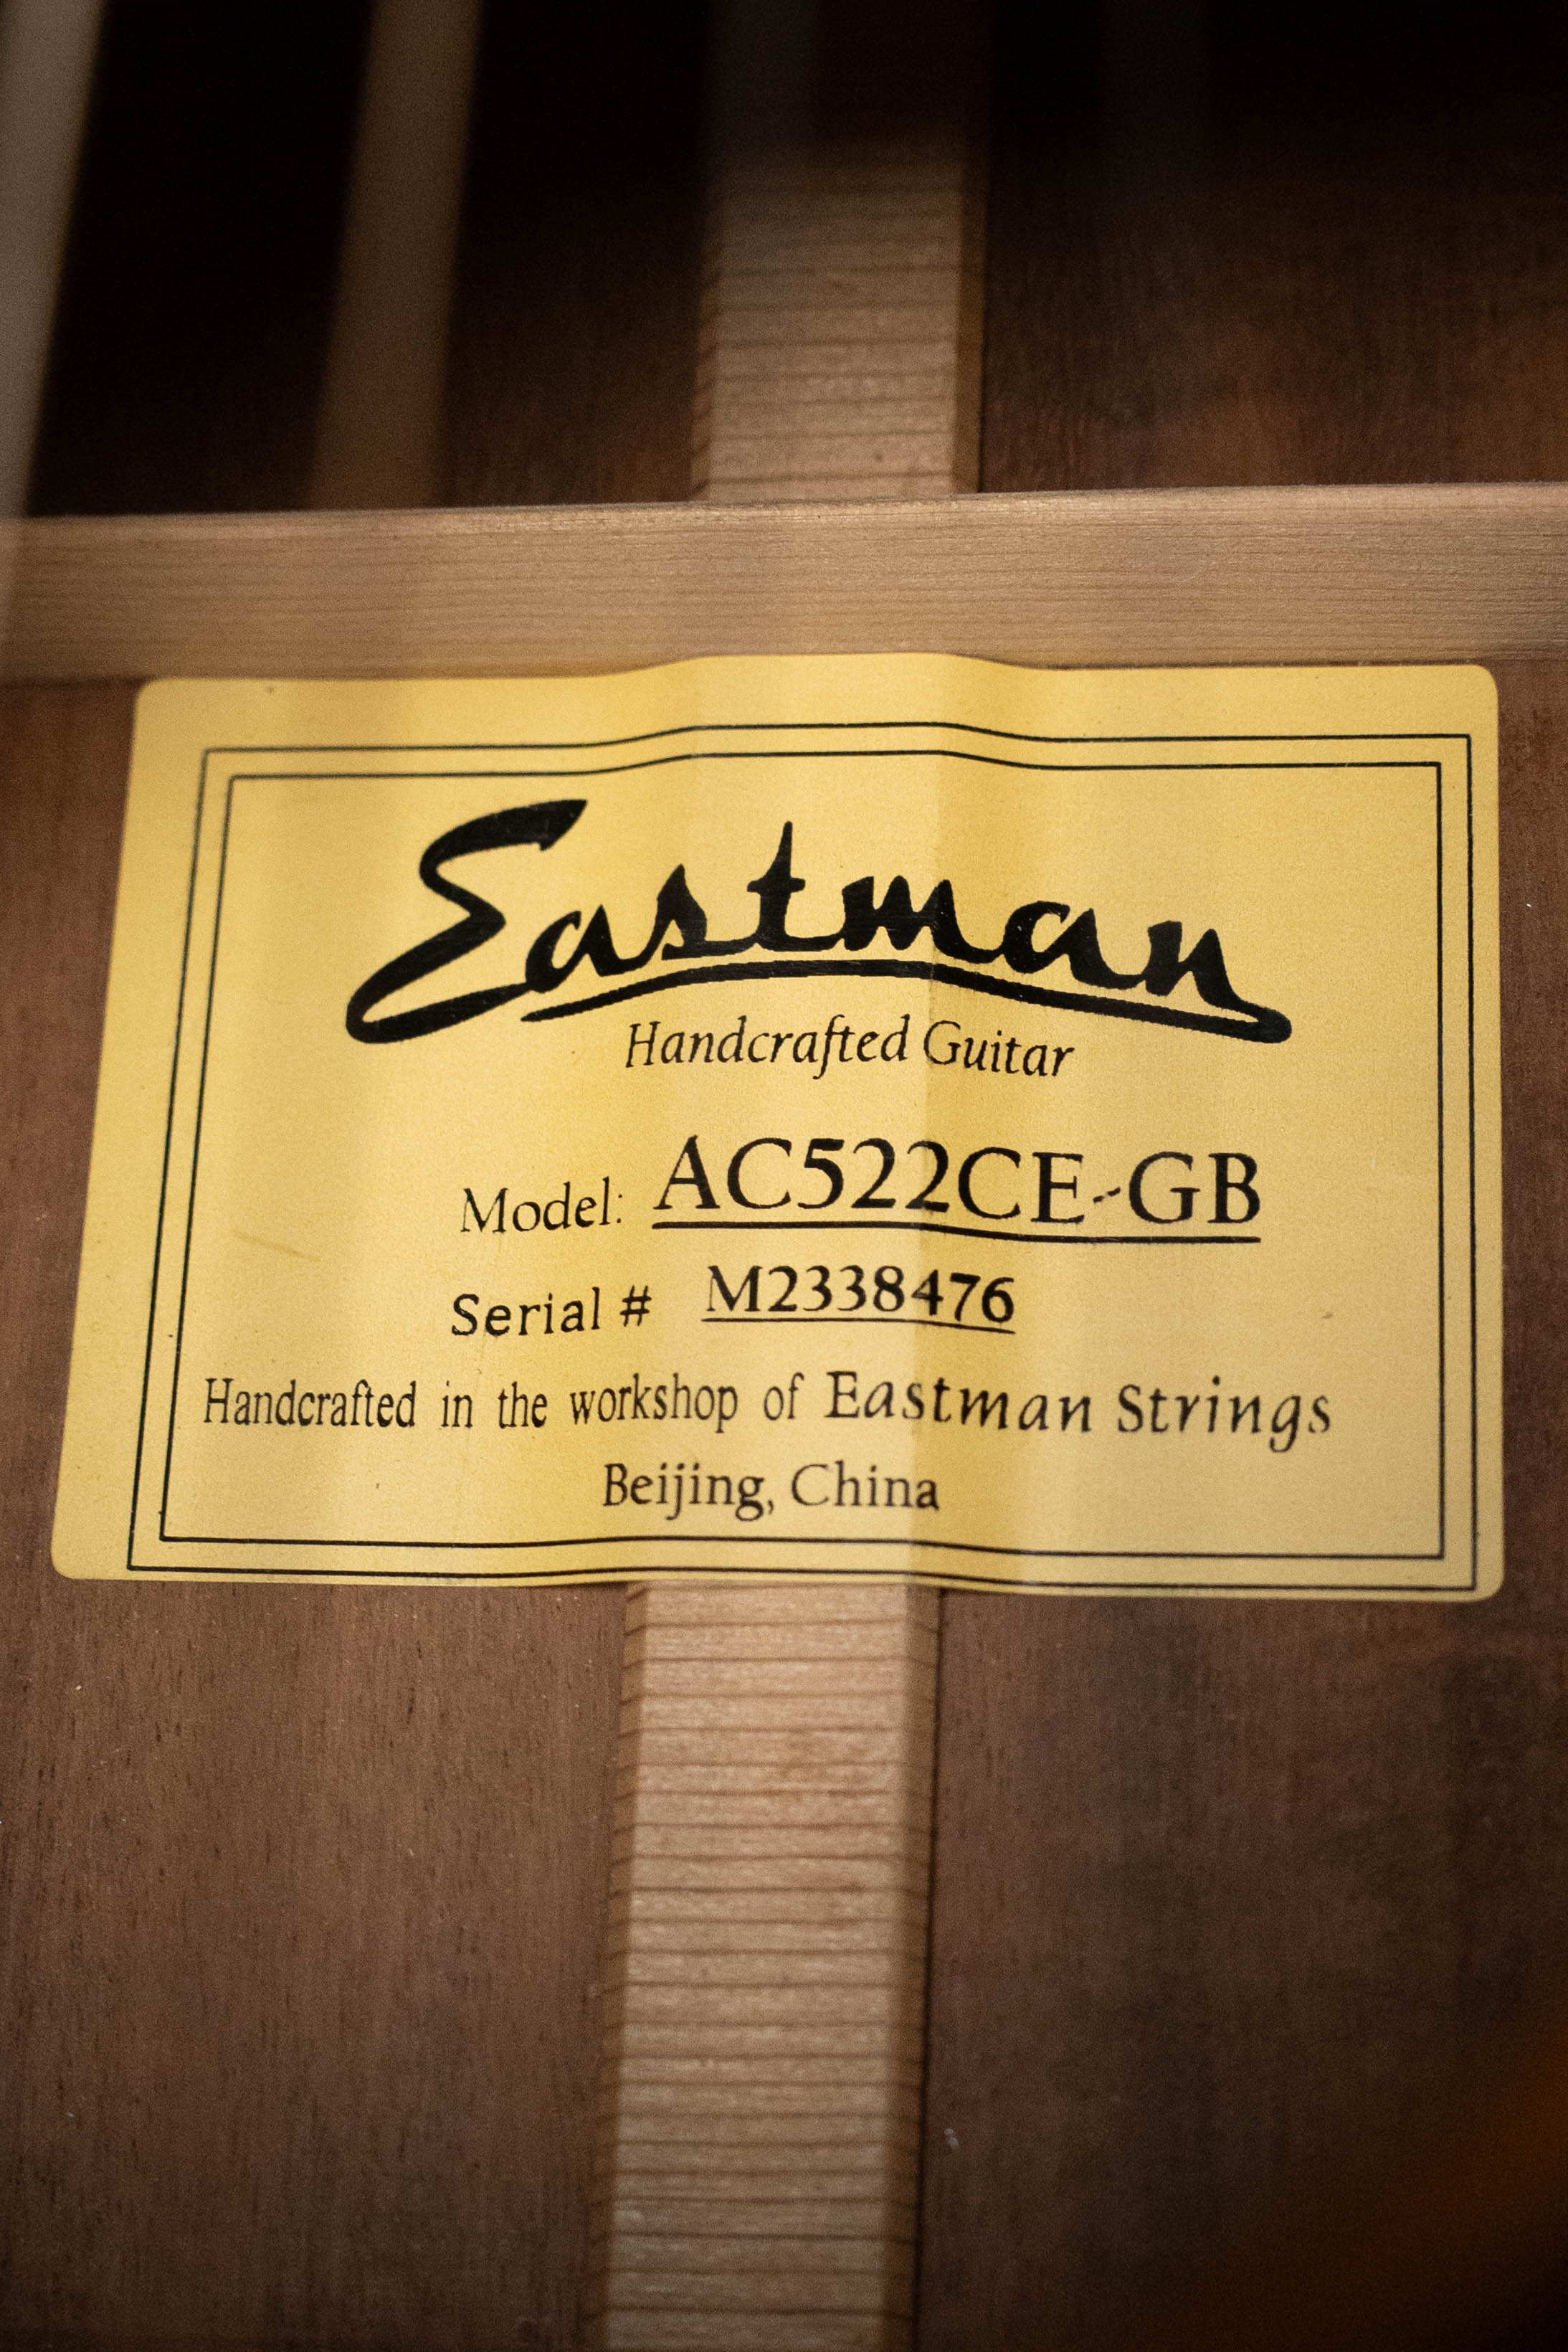 Eastman
Handcrafted Guitar
Model: AC522CE-GB
Serial # M2338476
Handcrafted in the workshop of Eastman Strings
Beijing, China